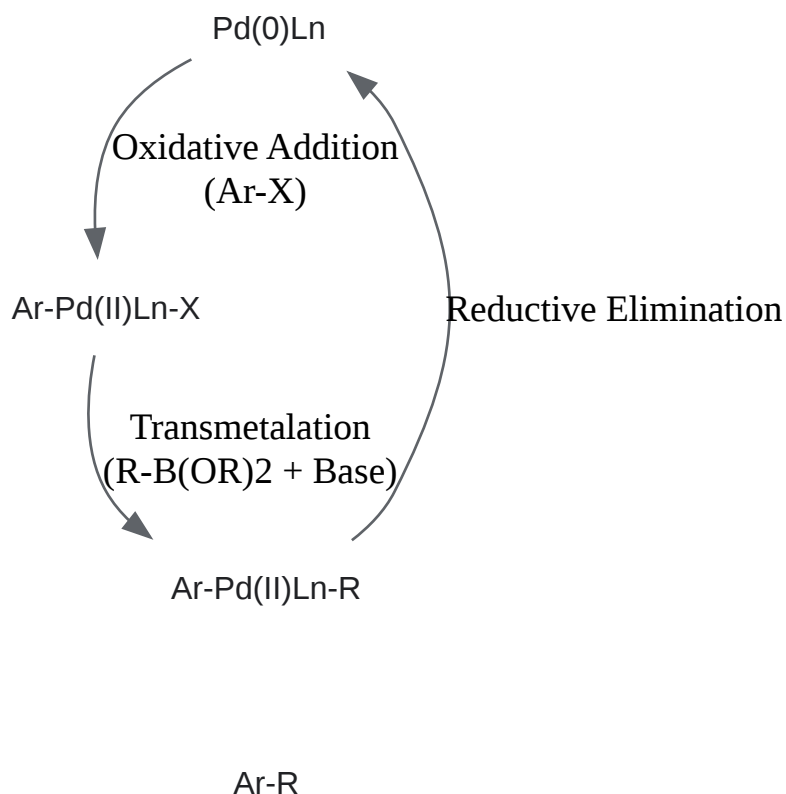 Pd(0)Ln
Oxidative Addition
(Ar-X)
Ar-Pd(II)Ln-X
Reductive Elimination
Transmetalation
(R-B(OR)2 + Base)
Ar-Pd(II)Ln-R
Ar-R